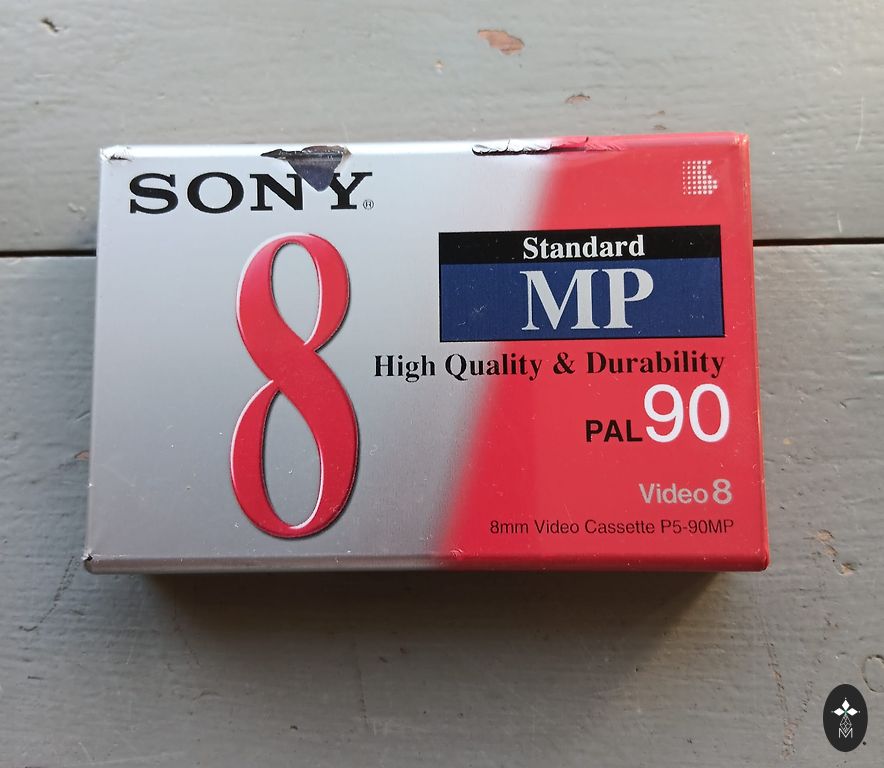 SONY®
8
Standard
MP
High Quality & Durability
PAL 90
Video 8
8mm Video Cassette P5-90MP
M